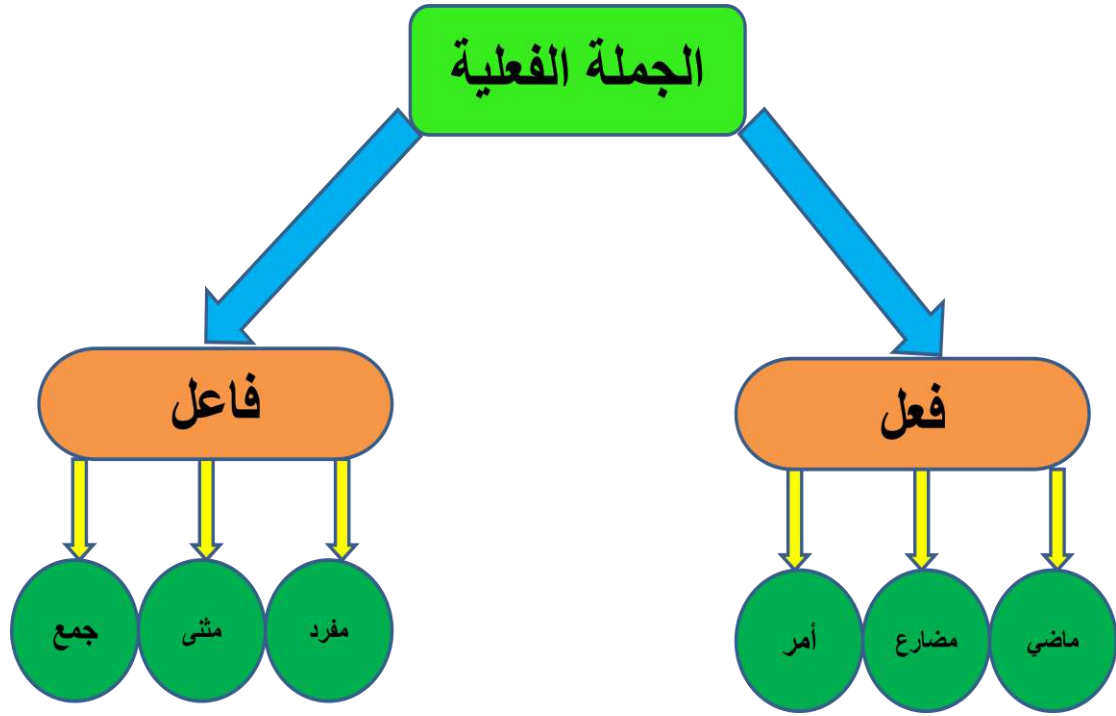 الجملة الفعلية
فعل
فاعل
ماضي
مضارع
أمر
مفرد
مثنى
جمع